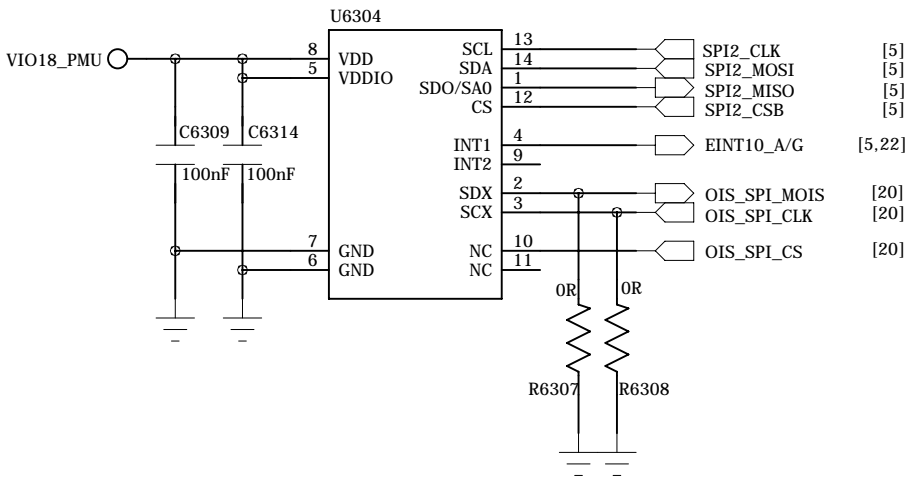 U6304
VIO18_PMU
8 VDD
5 VDDIO
SCL 13 SPI2_CLK [5]
SDA 14 SPI2_MOSI [5]
SDO/SA0 1 SPI2_MISO [5]
CS 12 SPI2_CSB [5]
C6309 C6314
100nF 100nF
INT1 4 EINT10_A/G [5,22]
INT2 9
SDX 2 OIS_SPI_MOIS [20]
SCX 3 OIS_SPI_CLK [20]
7 GND
6 GND
NC 10 OIS_SPI_CS [20]
NC 11
0R 0R
R6307 R6308